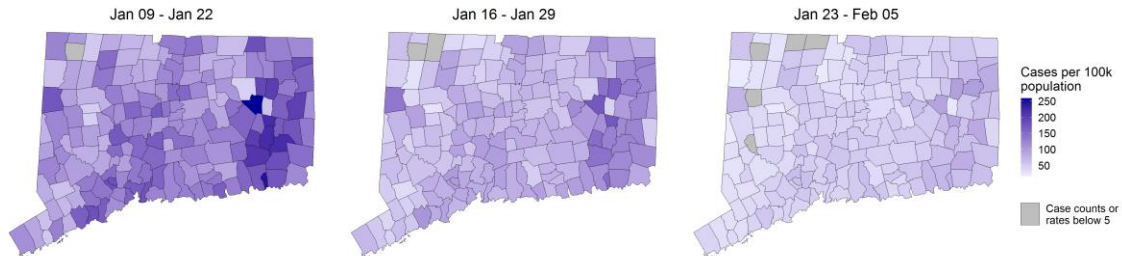 Jan 09 - Jan 22
Jan 16 - Jan 29
Jan 23 - Feb 05
Cases per 100k
population
250
200
150
100
50
Case counts or
rates below 5